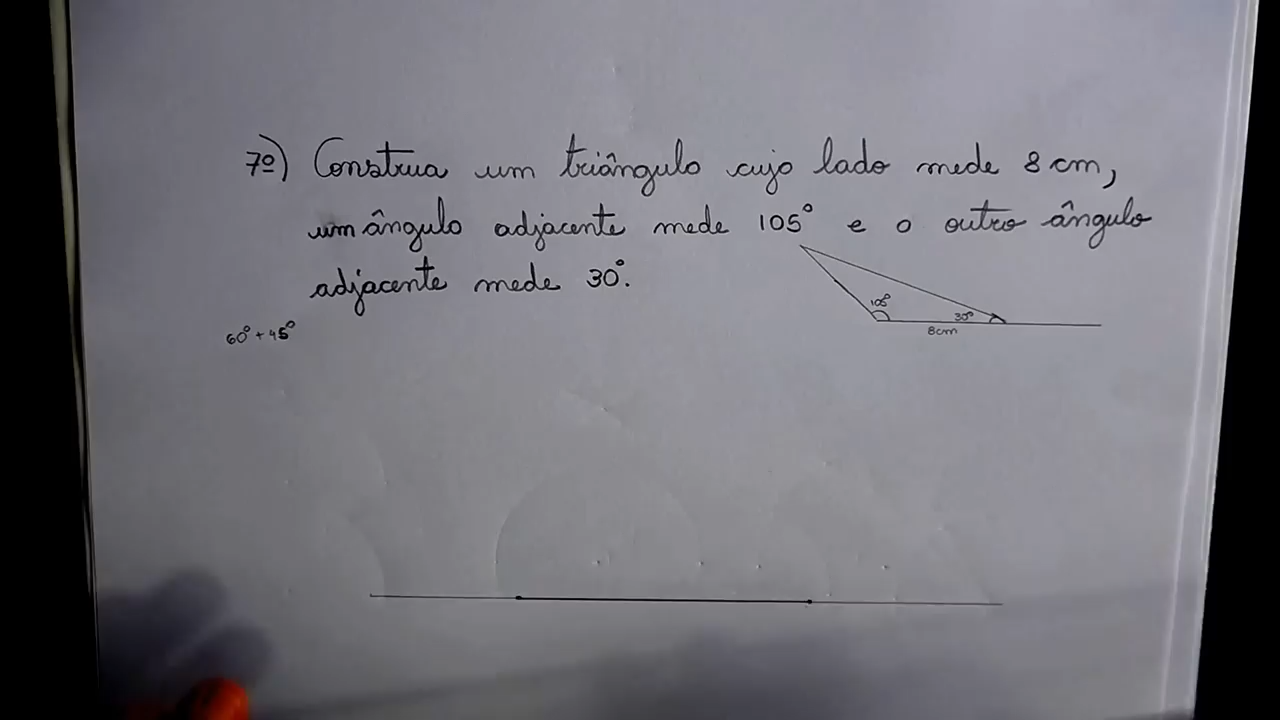 7º) Construa um triângulo cujo lado mede 8 cm,
um ângulo adjacente mede 105° e o outro ângulo
adjacente mede 30°.
60° + 45°
105°
30°
8cm